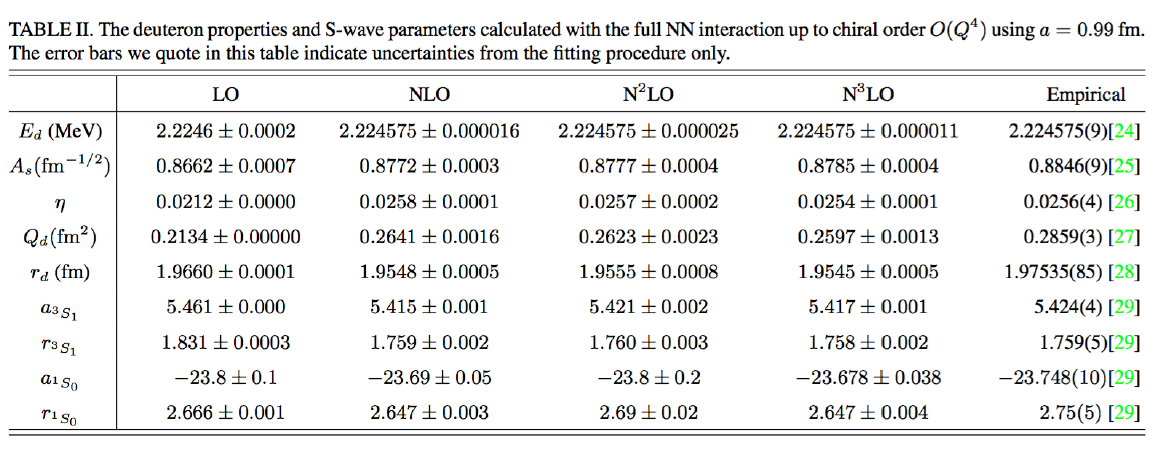 TABLE II. The deuteron properties and S-wave parameters calculated with the full NN interaction up to chiral order O(Q⁴) using a = 0.99 fm.
The error bars we quote in this table indicate uncertainties from the fitting procedure only.
LO NLO N²LO N³LO Empirical
E_d (MeV) 2.2246 ± 0.0002 2.224575 ± 0.000016 2.224575 ± 0.000025 2.224575 ± 0.000011 2.224575(9)[24]
A_s(fm⁻¹/²) 0.8662 ± 0.0007 0.8772 ± 0.0003 0.8777 ± 0.0004 0.8785 ± 0.0004 0.8846(9)[25]
η 0.0212 ± 0.0000 0.0258 ± 0.0001 0.0257 ± 0.0002 0.0254 ± 0.0001 0.0256(4) [26]
Q_d(fm²) 0.2134 ± 0.00000 0.2641 ± 0.0016 0.2623 ± 0.0023 0.2597 ± 0.0013 0.2859(3) [27]
r_d (fm) 1.9660 ± 0.0001 1.9548 ± 0.0005 1.9555 ± 0.0008 1.9545 ± 0.0005 1.97535(85) [28]
a_³S₁ 5.461 ± 0.000 5.415 ± 0.001 5.421 ± 0.002 5.417 ± 0.001 5.424(4) [29]
r_³S₁ 1.831 ± 0.0003 1.759 ± 0.002 1.760 ± 0.003 1.758 ± 0.002 1.759(5)[29]
a_¹S₀ −23.8 ± 0.1 −23.69 ± 0.05 −23.8 ± 0.2 −23.678 ± 0.038 −23.748(10)[29]
r_¹S₀ 2.666 ± 0.001 2.647 ± 0.003 2.69 ± 0.02 2.647 ± 0.004 2.75(5) [29]